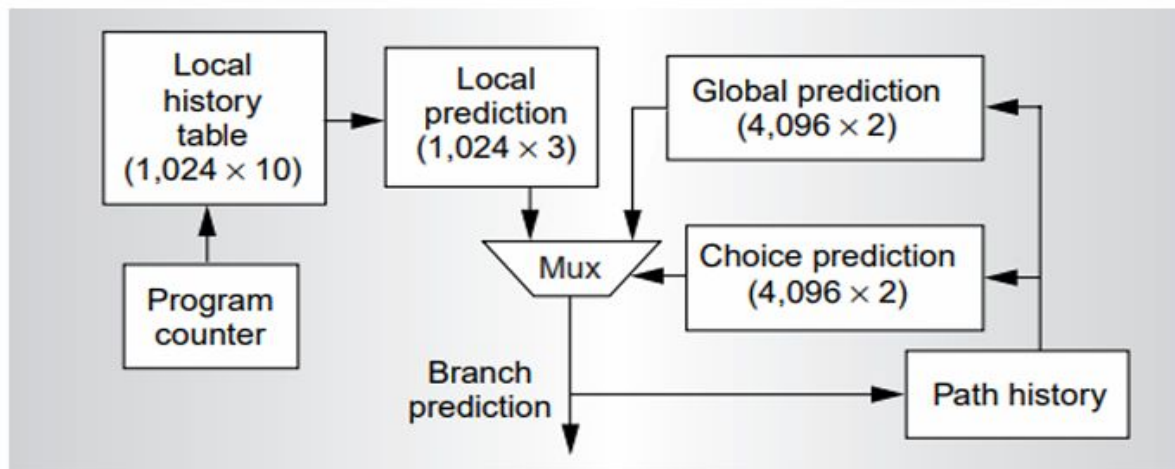 Local
history
table
(1,024 × 10)
Local
prediction
(1,024 × 3)
Global prediction
(4,096 × 2)
Mux
Choice prediction
(4,096 × 2)
Program
counter
Branch
prediction
Path history